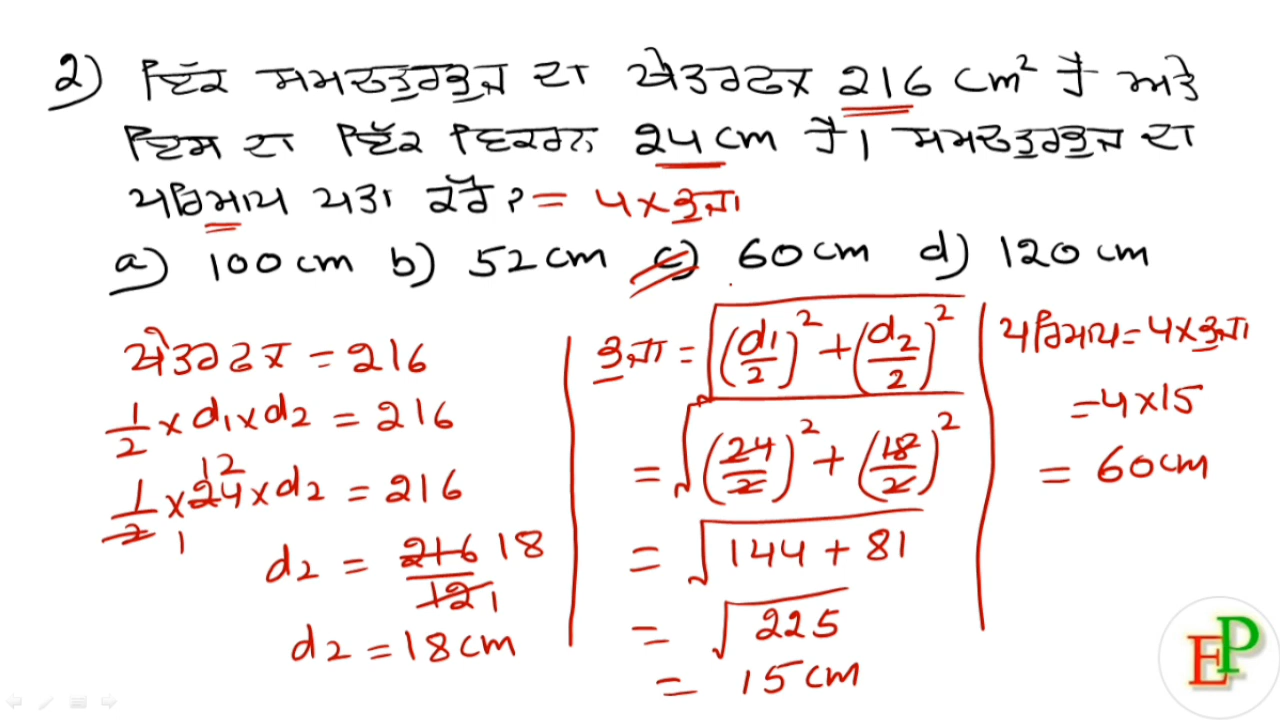 2) ਇੱਕ ਸਮਚਤੁਰਭੁਜ ਦਾ ਖੇਤਰਫਲ 216 cm² ਹੈ ਅਤੇ
ਇਸ ਦਾ ਇੱਕ ਵਿਕਰਨ 24 cm ਹੈ। ਸਮਚਤੁਰਭੁਜ ਦਾ
ਪਰਿਮਾਪ ਪਤਾ ਕਰੋ? = 4 × ਭੁਜਾ
a) 100 cm b) 52 cm c) 60 cm d) 120 cm
ਖੇਤਰਫਲ = 216
1/2 × d1 × d2 = 216
1/2 × 24 × d2 = 216
12
1
d2 = 216/12 18
1
d2 = 18 cm
ਭੁਜਾ = √((d1/2)² + (d2/2)²)
= √((24/2)² + (18/2)²)
= √(144 + 81)
= √225
= 15 cm
ਪਰਿਮਾਪ = 4 × ਭੁਜਾ
= 4 × 15
= 60 cm
EP